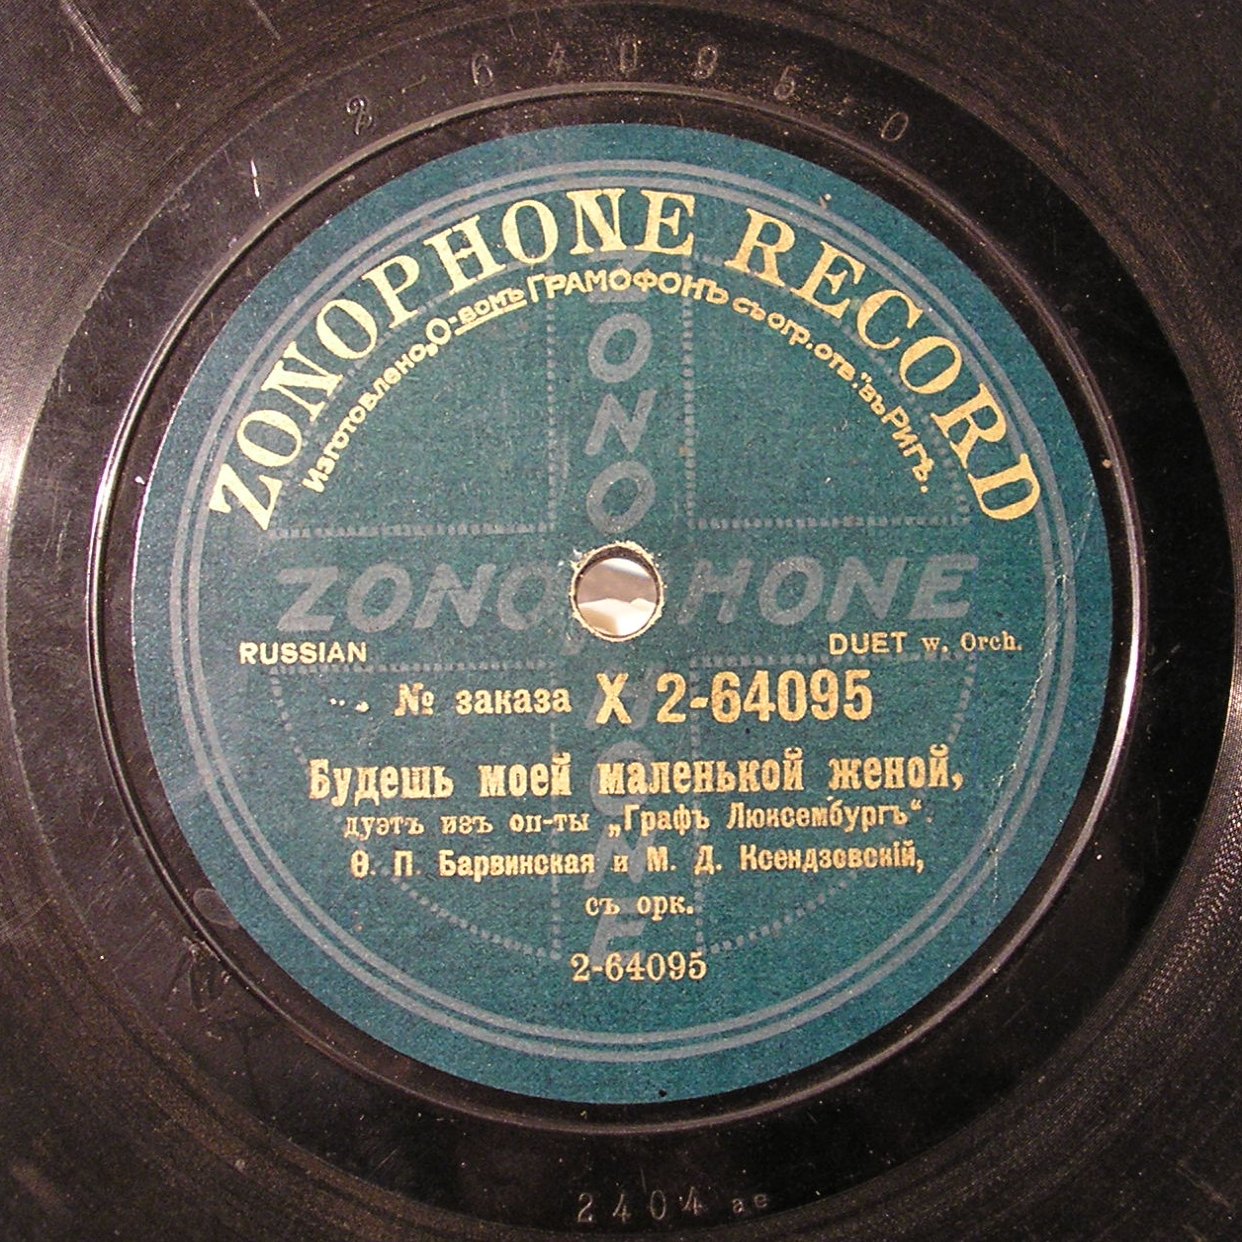 2-64095-0
ZONOPHONE RECORD
Изготовлено „О-вомъ ГРАМОФОНЪ съ огр. отв.“ въ Ригѣ.
ZONOPHONE
ZONOPHONE
RUSSIAN
DUET w. Orch.
№ заказа X 2-64095
Будешь моей маленькой женой,
дуэтъ изъ оп-ты „Графъ Люксембургъ“.
Ѳ. П. Барвинская и М. Д. Ксендзовскій,
съ орк.
2-64095
2404 ae